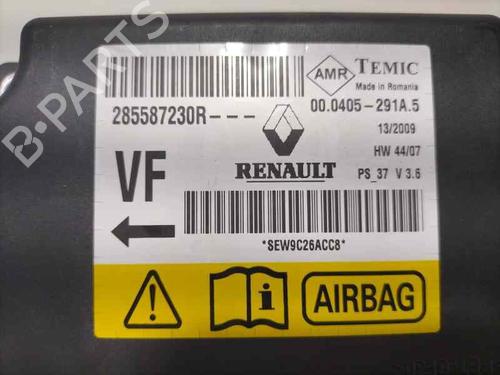 B-PARTS
AMR TEMIC
Made in Romania
285587230R---
00.0405-291A.5
13/2009
VF
RENAULT
HW 44/07
PS_37 V 3.6
*8EW9C26ACC8*
i
AIRBAG